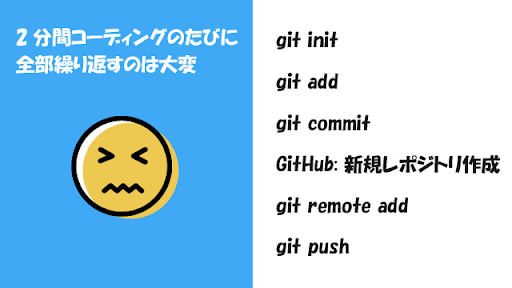 2分間コーディングのたびに
全部繰り返すのは大変
git init
git add
git commit
GitHub: 新規レポジトリ作成
git remote add
git push